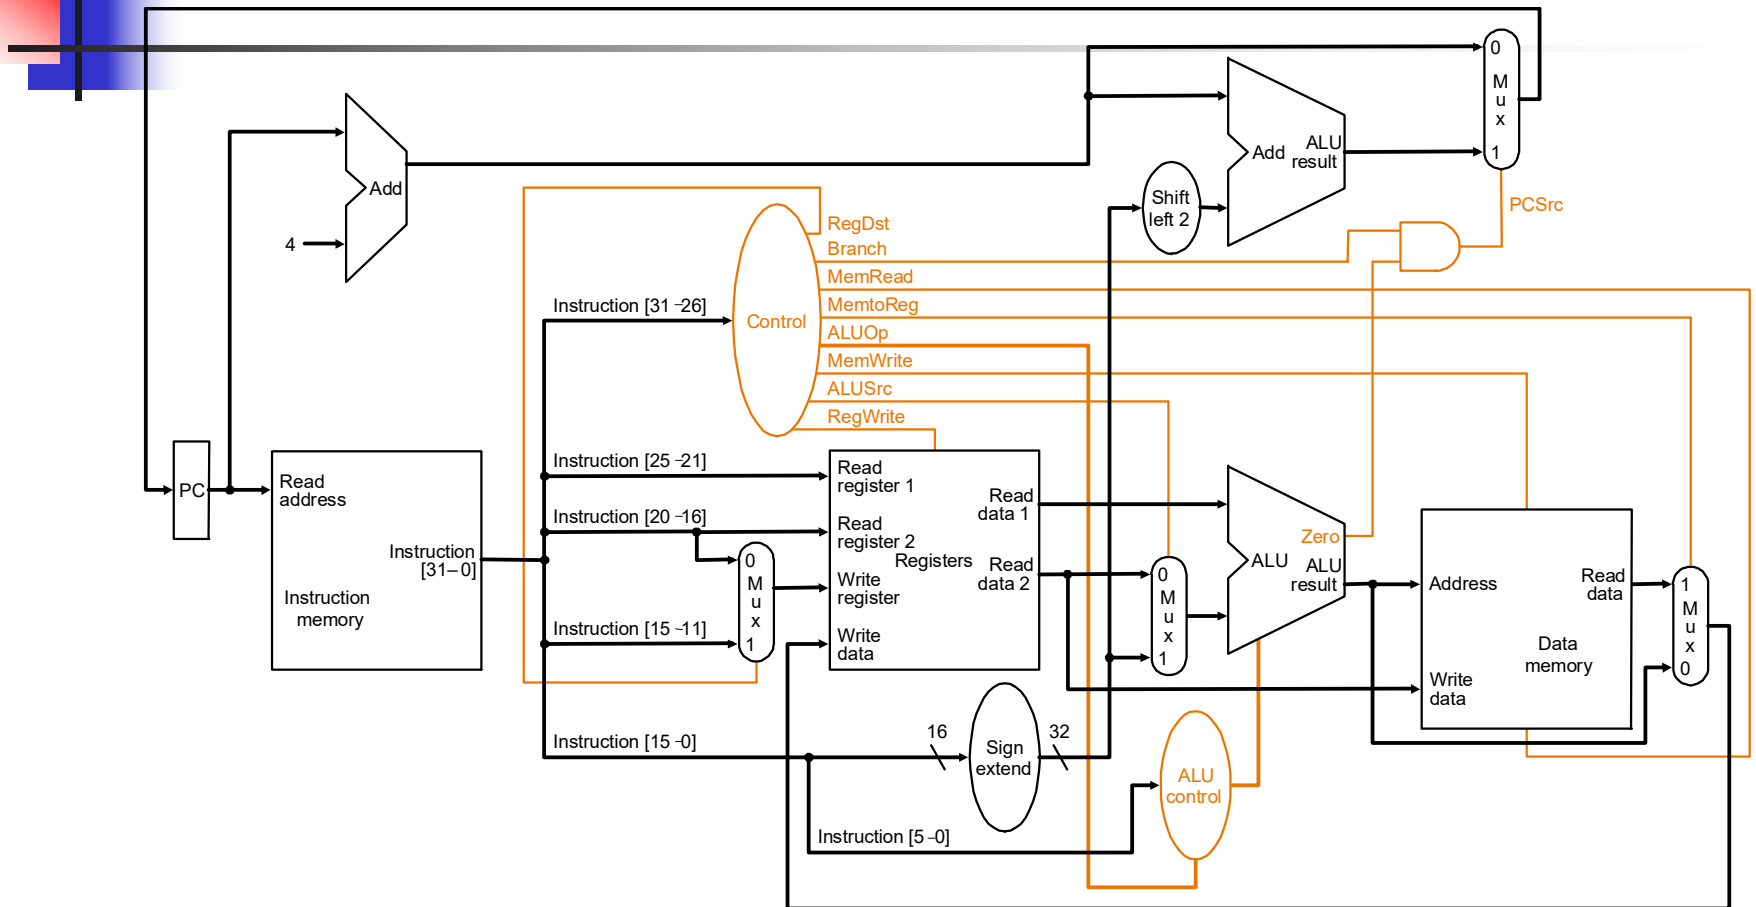 0
M
u
x
1
Add
ALU
result
Add
4
Shift
left 2
PCSrc
RegDst
Branch
MemRead
MemtoReg
ALUOp
MemWrite
ALUSrc
RegWrite
Control
Instruction [31–26]
Instruction [25–21]
Instruction [20–16]
Instruction [15–11]
Instruction [15–0]
Instruction [5–0]
PC
Read
address
Instruction
[31–0]
Instruction
memory
0
M
u
x
1
Read
register 1
Read
register 2
Write
register
Write
data
Registers
Read
data 1
Read
data 2
0
M
u
x
1
Zero
ALU
ALU
result
Address
Read
data
Data
memory
Write
data
1
M
u
x
0
16
Sign
extend
32
ALU
control